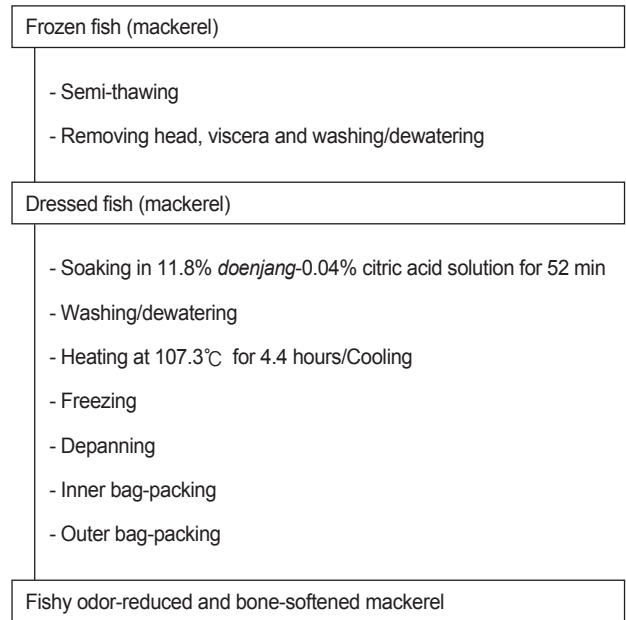 Frozen fish (mackerel)
- Semi-thawing
- Removing head, viscera and washing/dewatering
Dressed fish (mackerel)
- Soaking in 11.8% doenjang-0.04% citric acid solution for 52 min
- Washing/dewatering
- Heating at 107.3℃ for 4.4 hours/Cooling
- Freezing
- Depanning
- Inner bag-packing
- Outer bag-packing
Fishy odor-reduced and bone-softened mackerel